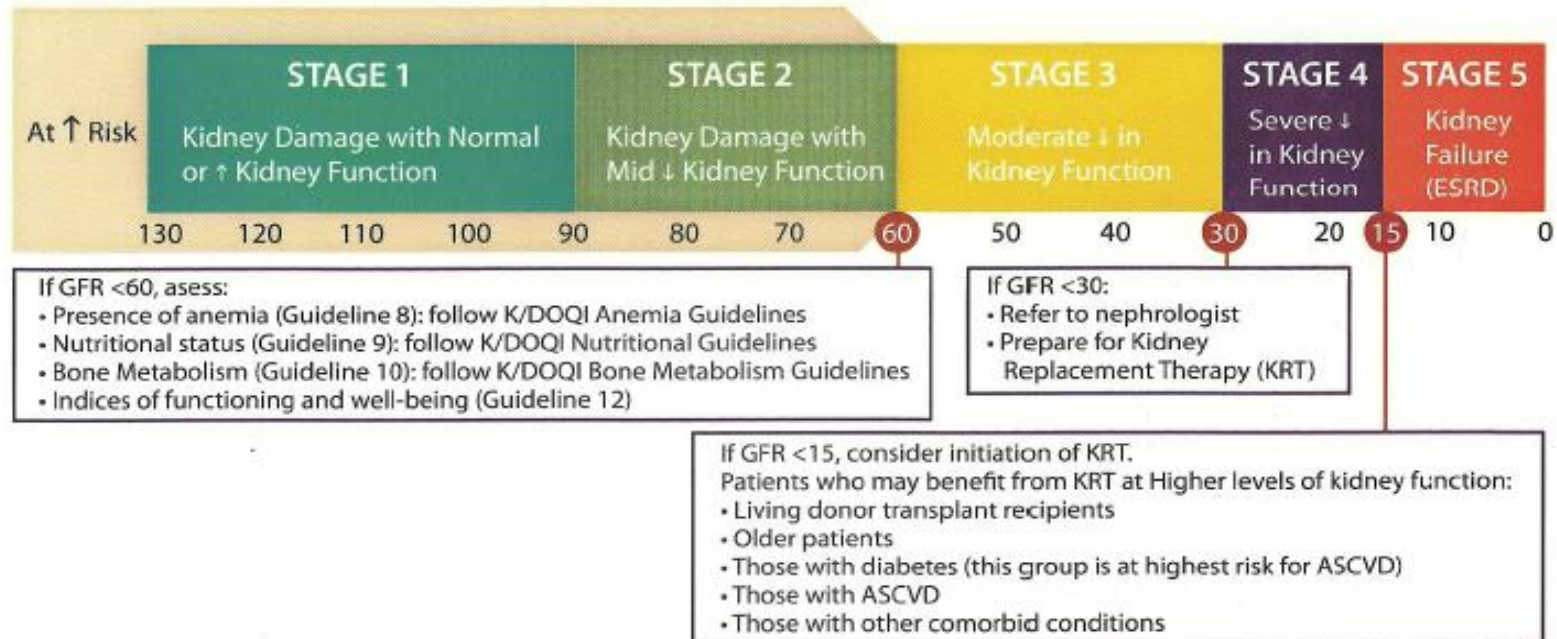 STAGE 1
STAGE 2
STAGE 3
STAGE 4
STAGE 5
At ↑ Risk
Kidney Damage with Normal
or ↑ Kidney Function
Kidney Damage with
Mid ↓ Kidney Function
Moderate ↓ in
Kidney Function
Severe ↓
in Kidney
Function
Kidney
Failure
(ESRD)
130 120 110 100 90 80 70 60 50 40 30 20 15 10 0
If GFR <60, asess:
• Presence of anemia (Guideline 8): follow K/DOQI Anemia Guidelines
• Nutritional status (Guideline 9): follow K/DOQI Nutritional Guidelines
• Bone Metabolism (Guideline 10): follow K/DOQI Bone Metabolism Guidelines
• Indices of functioning and well-being (Guideline 12)
If GFR <30:
• Refer to nephrologist
• Prepare for Kidney
Replacement Therapy (KRT)
If GFR <15, consider initiation of KRT.
Patients who may benefit from KRT at Higher levels of kidney function:
• Living donor transplant recipients
• Older patients
• Those with diabetes (this group is at highest risk for ASCVD)
• Those with ASCVD
• Those with other comorbid conditions